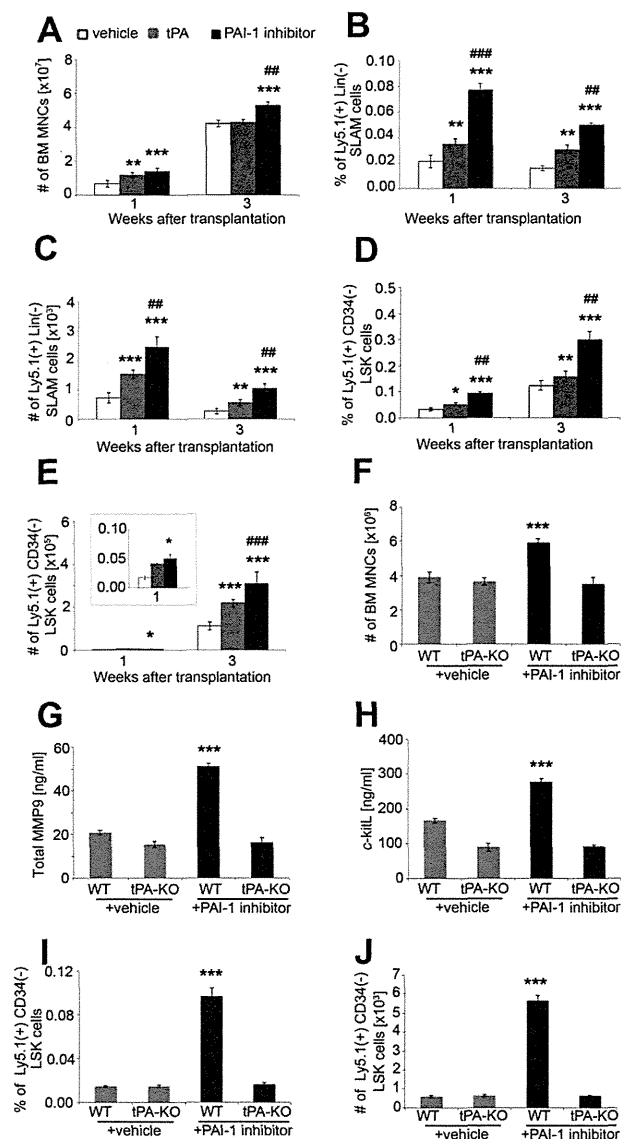 A
vehicle tPA PAI-1 inhibitor
# of BM MNCs [x10⁷]
6
4
2
0
** ***
##
***
1 3
Weeks after transplantation
B
% of Ly5.1(+) Lin(-)
SLAM cells
0.10
0.08
0.06
0.04
0.02
0.00
**
###
***
**
##
***
1 3
Weeks after transplantation
C
# of Ly5.1(+) Lin(-)
SLAM cells [x10³]
4
3
2
1
0
***
##
***
**
##
***
1 3
Weeks after transplantation
D
% of Ly5.1(+) CD34(-)
LSK cells
0.5
0.4
0.3
0.2
0.1
0.0
*
##
***
**
##
***
1 3
Weeks after transplantation
E
# of Ly5.1(+) CD34(-)
LSK cells [x10⁵]
6
4
2
0
0.10
0.05
0.00
*
1
*
***
###
***
1 3
Weeks after transplantation
F
# of BM MNCs [x10⁶]
8
6
4
2
0
***
WT tPA-KO WT tPA-KO
+vehicle +PAI-1 inhibitor
G
Total MMP9 [ng/ml]
60
40
20
0
***
WT tPA-KO WT tPA-KO
+vehicle +PAI-1 inhibitor
H
c-kitL [ng/ml]
400
300
200
100
0
***
WT tPA-KO WT tPA-KO
+vehicle +PAI-1 inhibitor
I
% of Ly5.1(+) CD34(-)
LSK cells
0.12
0.08
0.04
0.00
***
WT tPA-KO WT tPA-KO
+vehicle +PAI-1 inhibitor
J
# of Ly5.1(+) CD34(-)
LSK cells [x10³]
6
5
4
3
2
1
0
***
WT tPA-KO WT tPA-KO
+vehicle +PAI-1 inhibitor